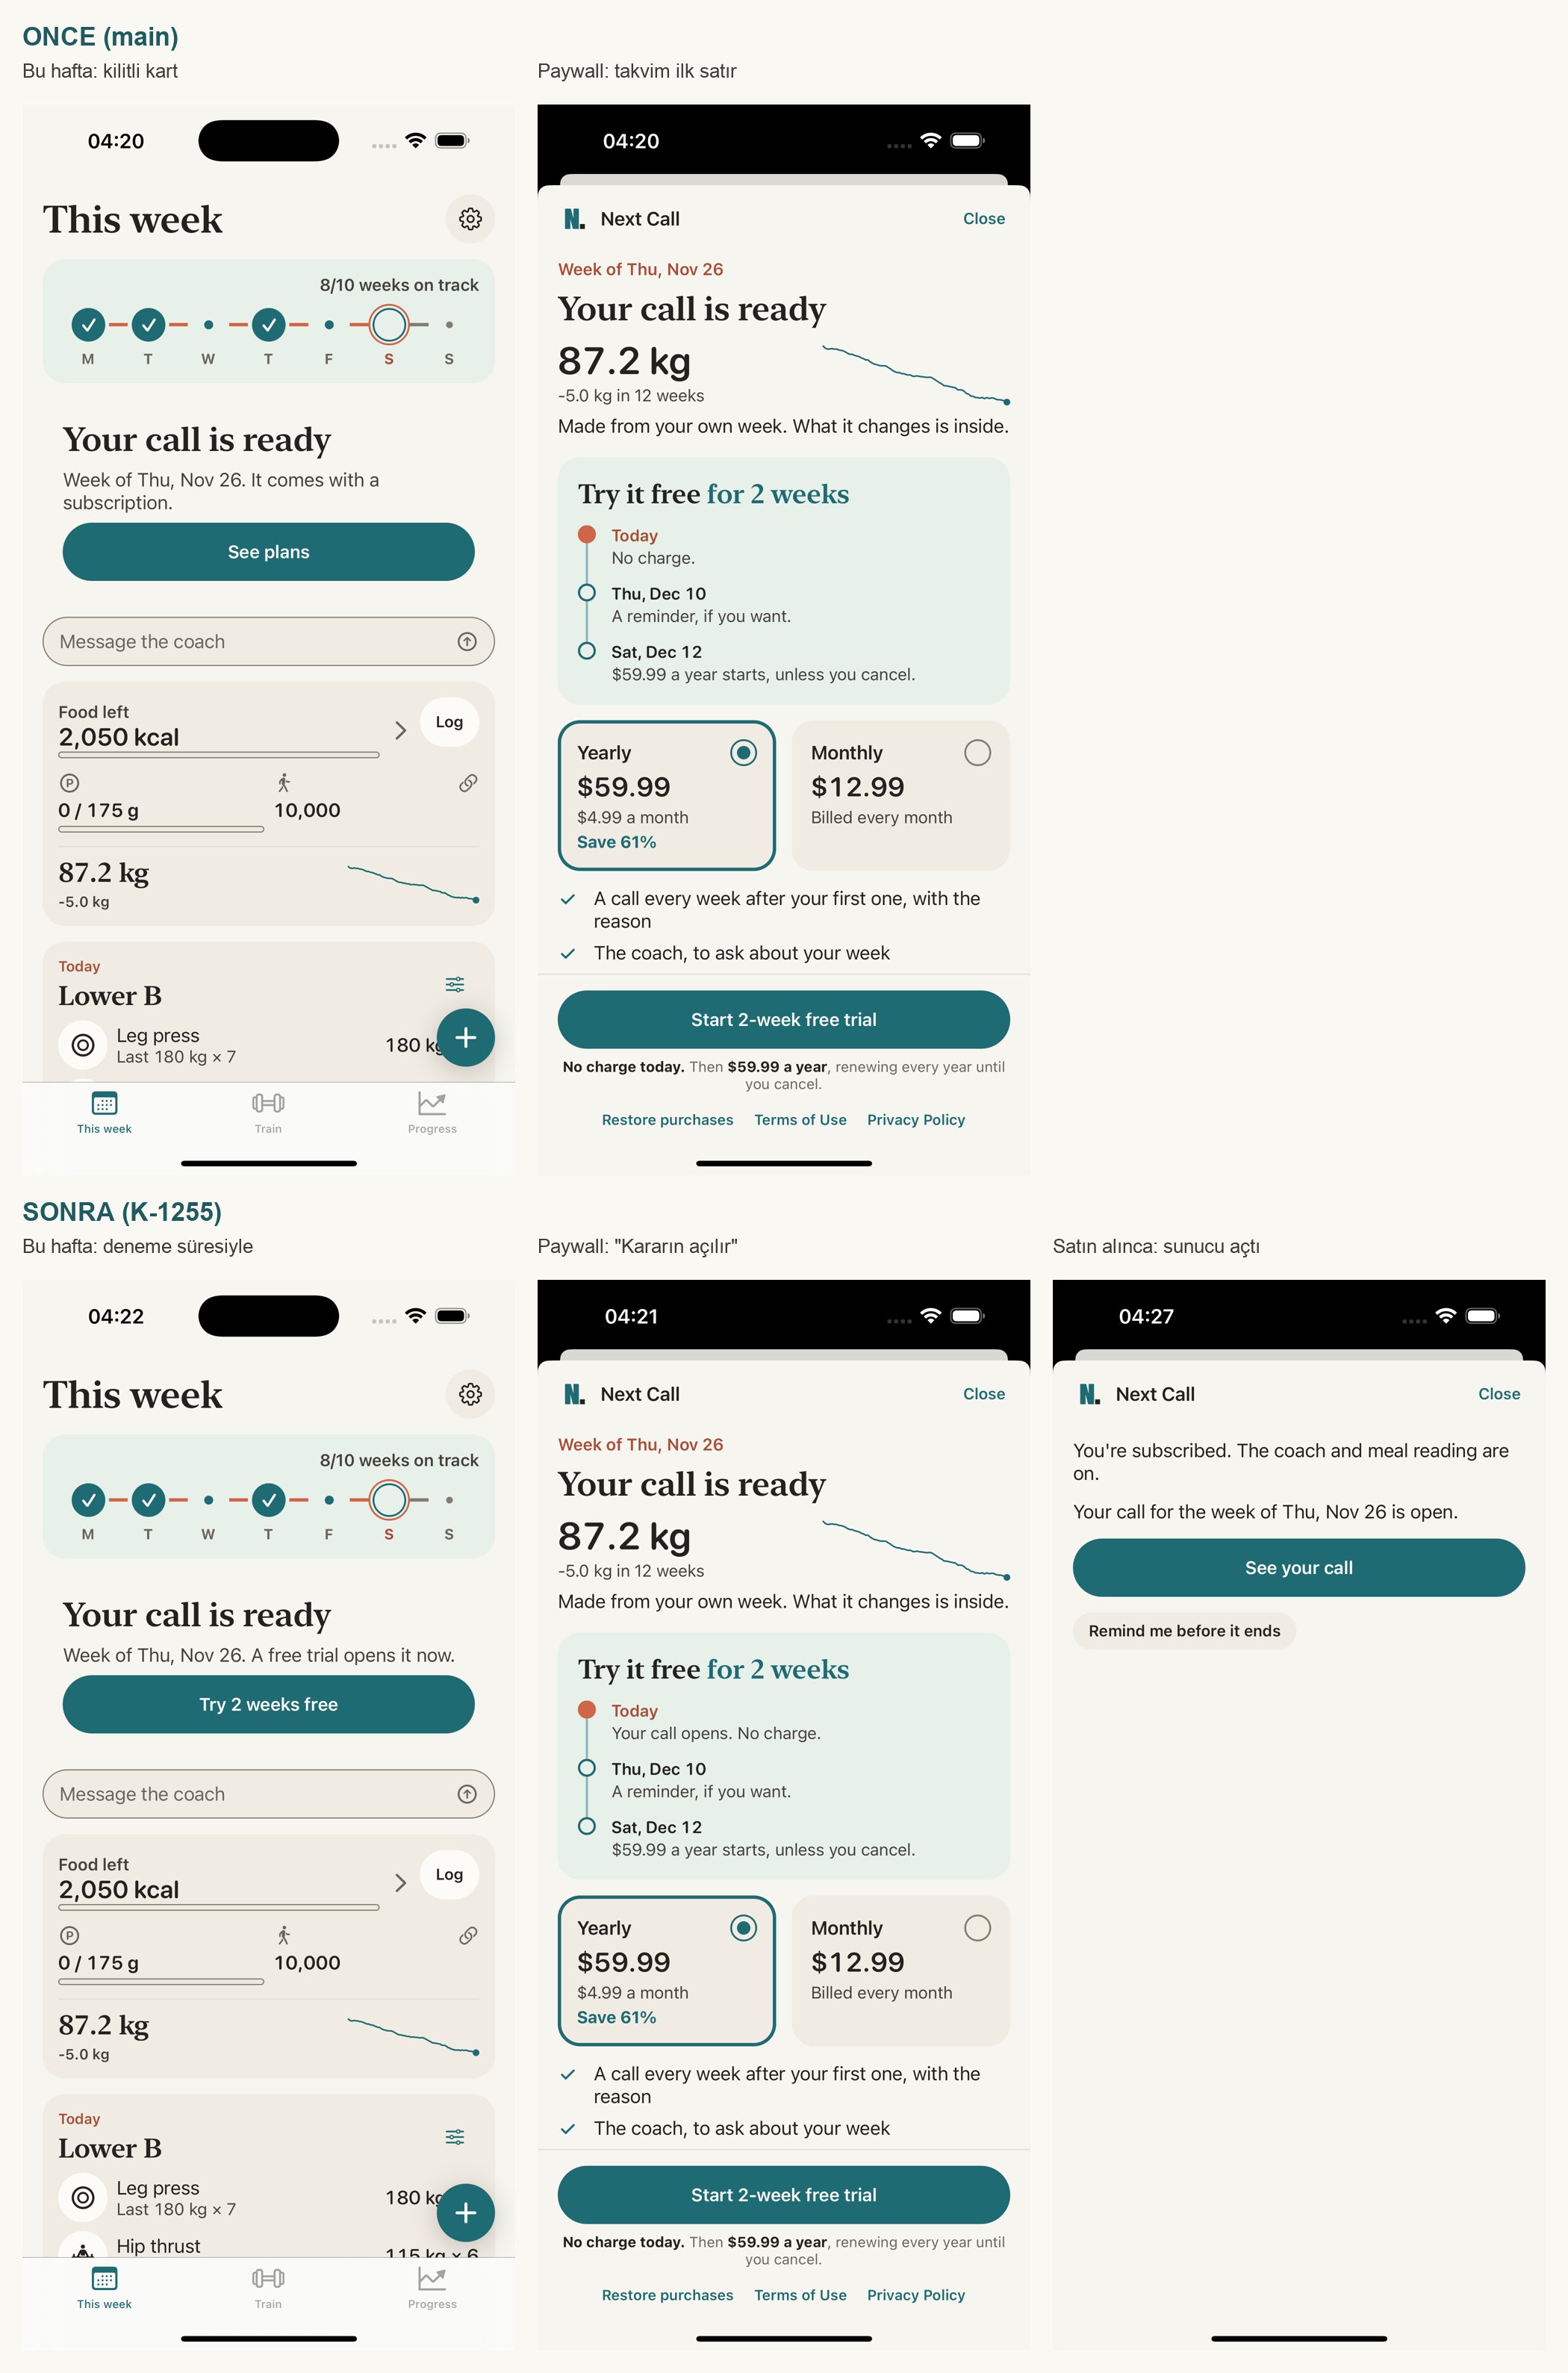 ONCE (main)
Bu hafta: kilitli kart
04:20
This week
8/10 weeks on track
M T W T F S S
Your call is ready
Week of Thu, Nov 26. It comes with a
subscription.
See plans
Message the coach
Food left
2,050 kcal
Log
P
0 / 175 g
10,000
87.2 kg
-5.0 kg
Today
Lower B
Leg press
Last 180 kg × 7
180 kg
This week
Train
Progress
Paywall: takvim ilk satır
04:20
N. Next Call
Close
Week of Thu, Nov 26
Your call is ready
87.2 kg
-5.0 kg in 12 weeks
Made from your own week. What it changes is inside.
Try it free for 2 weeks
Today
No charge.
Thu, Dec 10
A reminder, if you want.
Sat, Dec 12
$59.99 a year starts, unless you cancel.
Yearly
$59.99
$4.99 a month
Save 61%
Monthly
$12.99
Billed every month
A call every week after your first one, with the
reason
The coach, to ask about your week
Start 2-week free trial
No charge today. Then $59.99 a year, renewing every year until
you cancel.
Restore purchases Terms of Use Privacy Policy
SONRA (K-1255)
Bu hafta: deneme süresiyle
04:22
This week
8/10 weeks on track
M T W T F S S
Your call is ready
Week of Thu, Nov 26. A free trial opens it now.
Try 2 weeks free
Message the coach
Food left
2,050 kcal
Log
P
0 / 175 g
10,000
87.2 kg
-5.0 kg
Today
Lower B
Leg press
Last 180 kg × 7
180 kg
Hip thrust
115 kg × 6
This week
Train
Progress
Paywall: "Kararın açılır"
04:21
N. Next Call
Close
Week of Thu, Nov 26
Your call is ready
87.2 kg
-5.0 kg in 12 weeks
Made from your own week. What it changes is inside.
Try it free for 2 weeks
Today
Your call opens. No charge.
Thu, Dec 10
A reminder, if you want.
Sat, Dec 12
$59.99 a year starts, unless you cancel.
Yearly
$59.99
$4.99 a month
Save 61%
Monthly
$12.99
Billed every month
A call every week after your first one, with the
reason
The coach, to ask about your week
Start 2-week free trial
No charge today. Then $59.99 a year, renewing every year until
you cancel.
Restore purchases Terms of Use Privacy Policy
Satın alınca: sunucu açtı
04:27
N. Next Call
Close
You're subscribed. The coach and meal reading are
on.
Your call for the week of Thu, Nov 26 is open.
See your call
Remind me before it ends